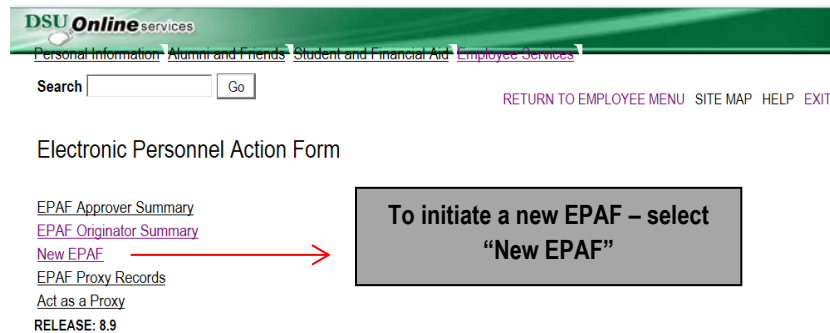 DSU Online services
Personal Information Alumni and Friends Student and Financial Aid Employee Services
Search Go
RETURN TO EMPLOYEE MENU SITE MAP HELP EXIT
Electronic Personnel Action Form
EPAF Approver Summary
EPAF Originator Summary
New EPAF
EPAF Proxy Records
Act as a Proxy
RELEASE: 8.9
To initiate a new EPAF – select
“New EPAF”